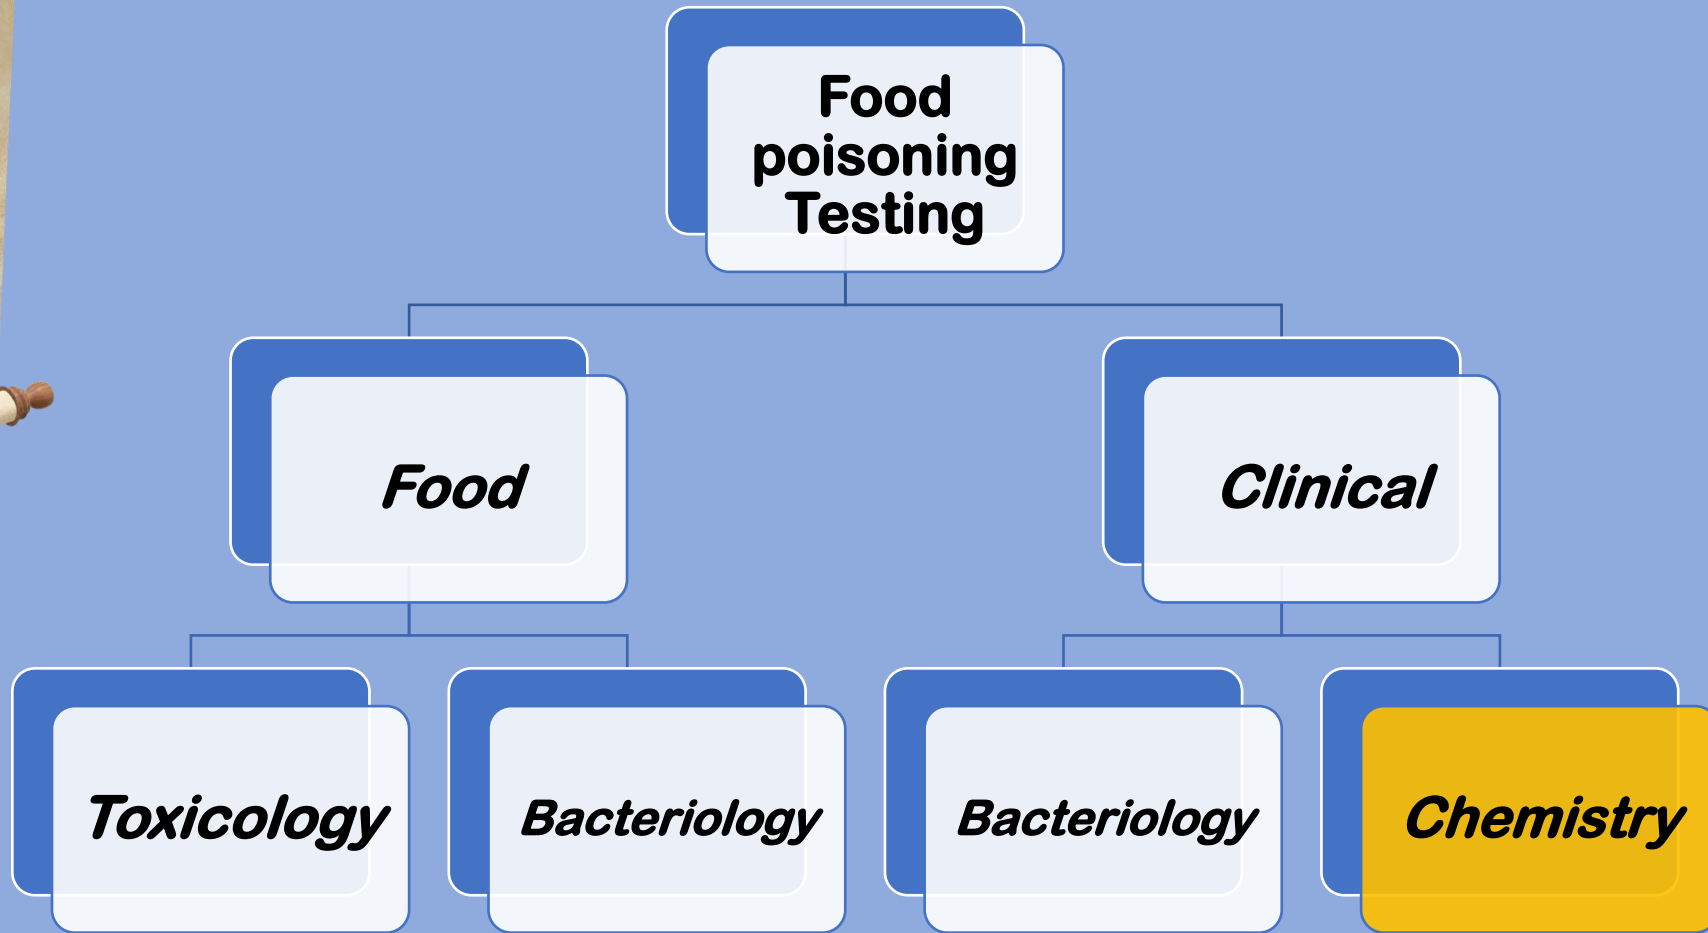 Food
poisoning
Testing
Food
Clinical
Toxicology
Bacteriology
Bacteriology
Chemistry